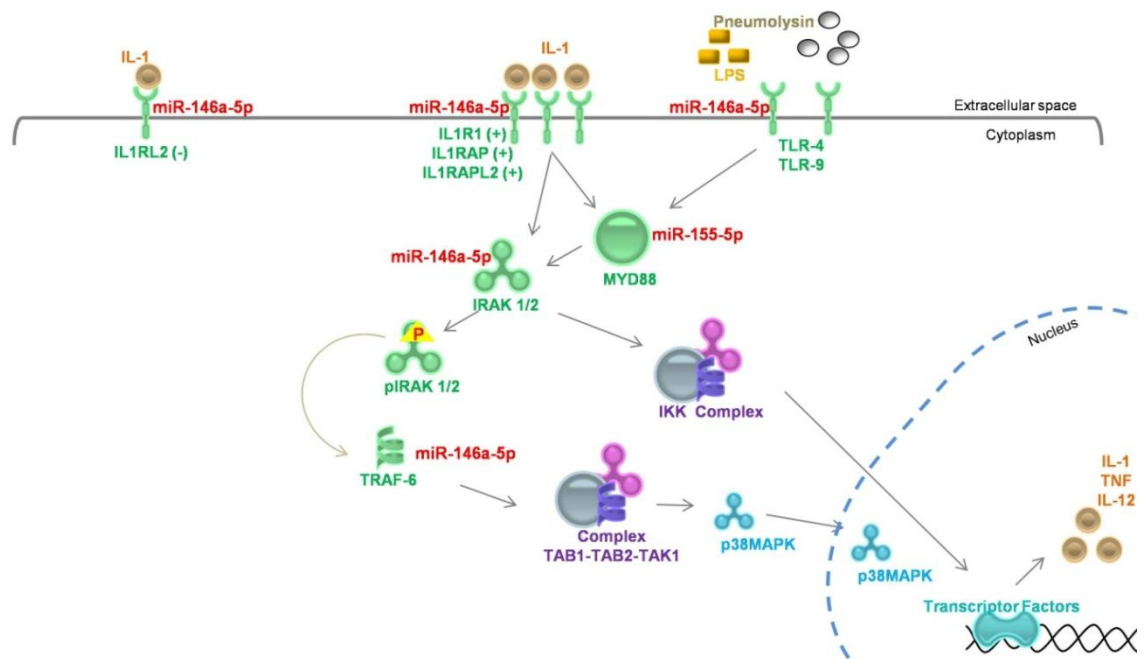 Pneumolysin
IL-1
IL-1
LPS
miR-146a-5p
miR-146a-5p
miR-146a-5p
Extracellular space
Cytoplasm
IL1RL2 (-)
IL1R1 (+)
IL1RAP (+)
IL1RAPL2 (+)
TLR-4
TLR-9
miR-155-5p
miR-146a-5p
MYD88
IRAK 1/2
Nucleus
P
pIRAK 1/2
IKK Complex
miR-146a-5p
TRAF-6
IL-1
TNF
IL-12
Complex
TAB1-TAB2-TAK1
p38MAPK
p38MAPK
Transcriptor Factors